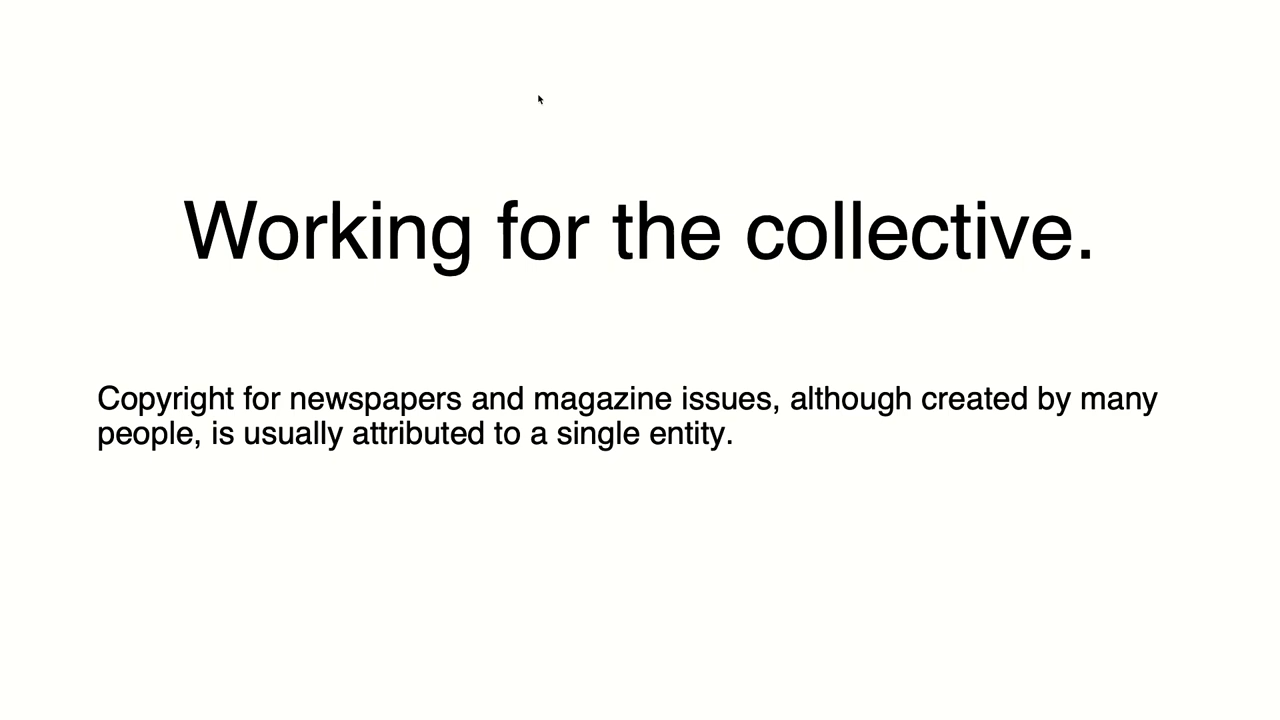 Working for the collective.
Copyright for newspapers and magazine issues, although created by many
people, is usually attributed to a single entity.